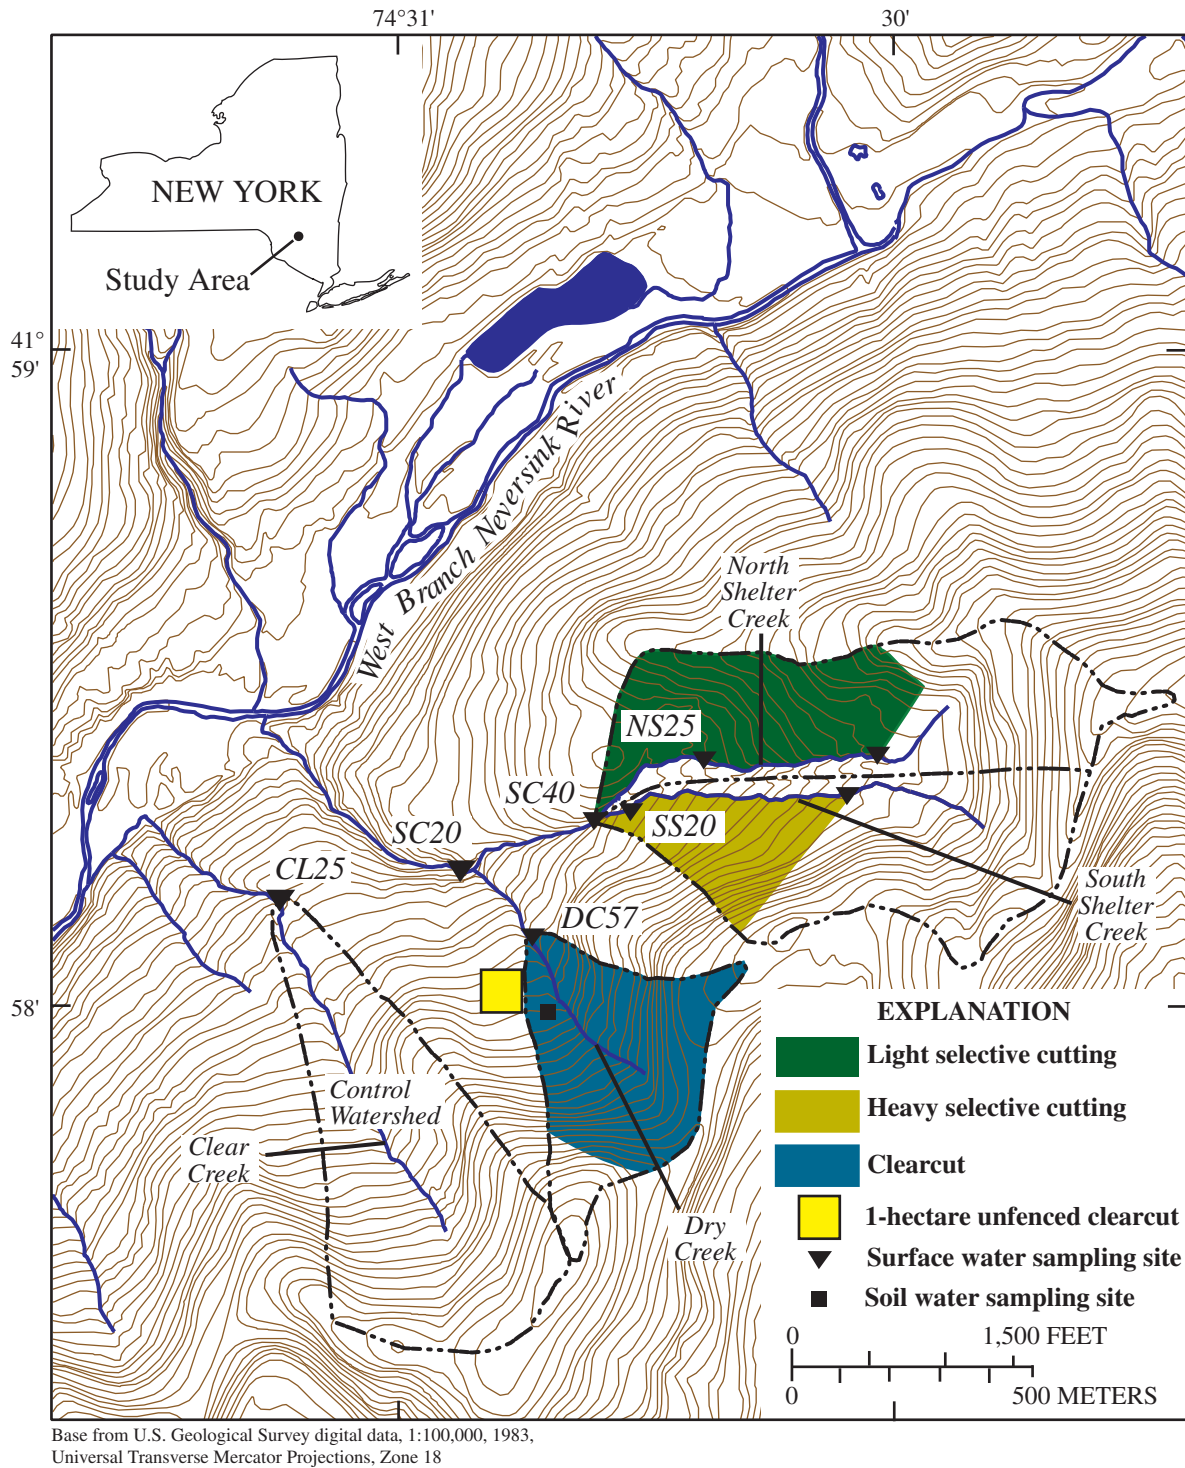 74°31'
30'
NEW YORK
Study Area
41°
59'
West Branch Neversink River
North
Shelter
Creek
NS25
SC40
SS20
SC20
CL25
DC57
South
Shelter
Creek
58'
Control
Watershed
Clear
Creek
Dry
Creek
EXPLANATION
Light selective cutting
Heavy selective cutting
Clearcut
1-hectare unfenced clearcut
Surface water sampling site
Soil water sampling site
0 1,500 FEET
0 500 METERS
Base from U.S. Geological Survey digital data, 1:100,000, 1983,
Universal Transverse Mercator Projections, Zone 18